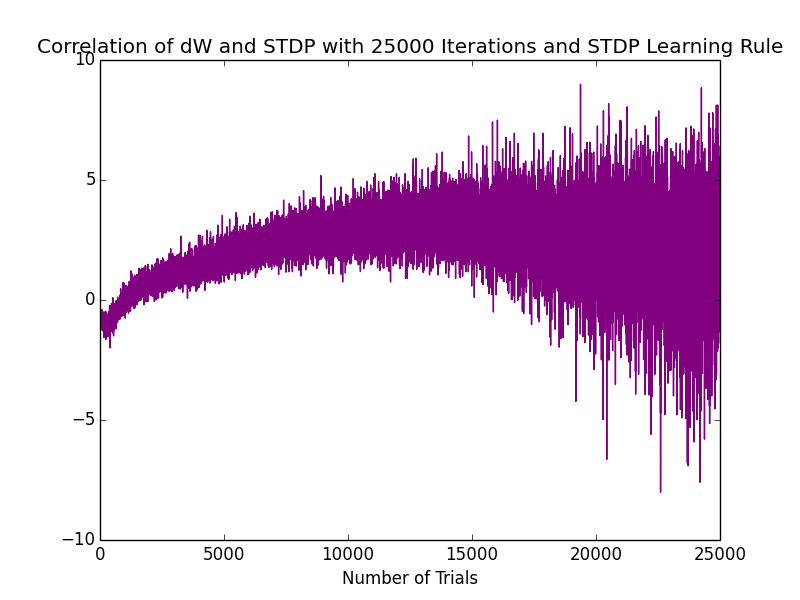 Correlation of dW and STDP with 25000 Iterations and STDP Learning Rule
10
5
0
−5
−10
0 5000 10000 15000 20000 25000
Number of Trials